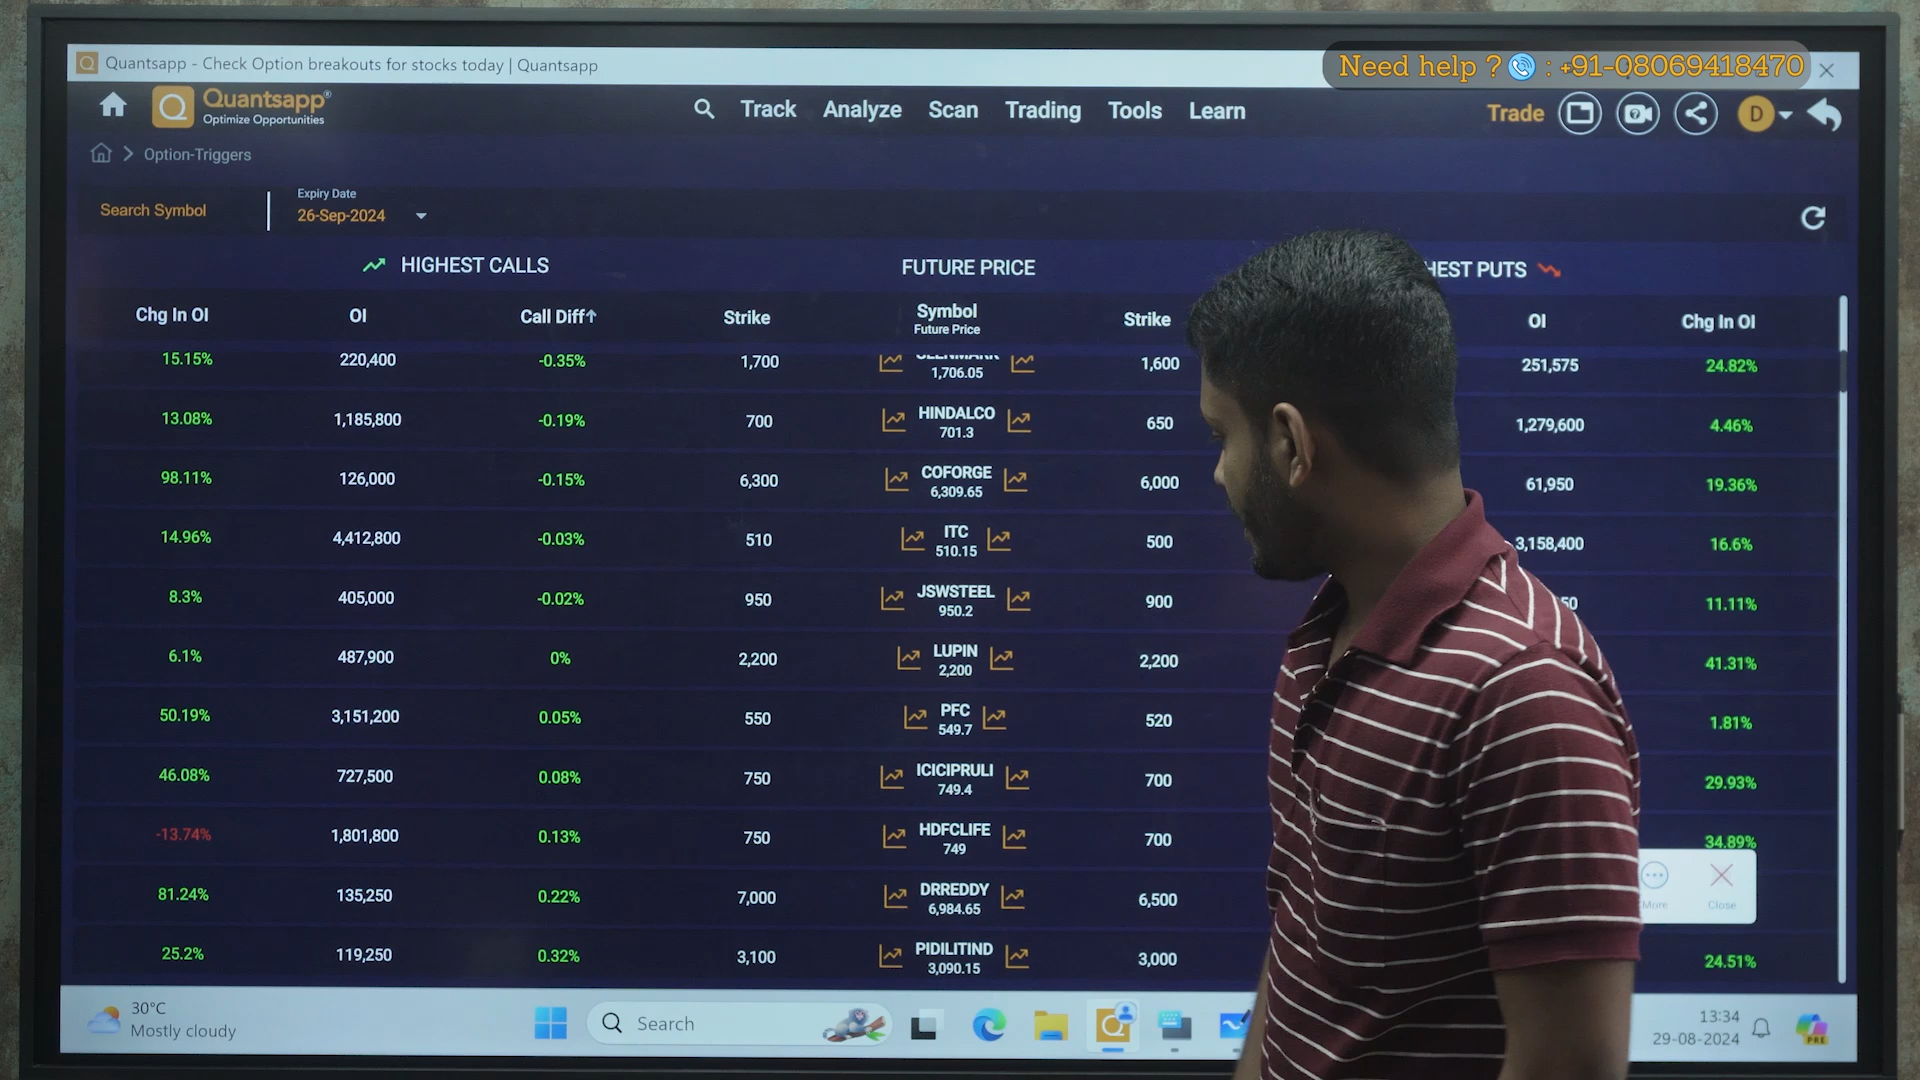 Quantsapp - Check Option breakouts for stocks today | Quantsapp
Need help ? : +91-08069418470
Quantsapp®
Optimize Opportunities
Track Analyze Scan Trading Tools Learn
Trade D
Option-Triggers
Search Symbol
Expiry Date
26-Sep-2024
HIGHEST CALLS FUTURE PRICE HEST PUTS
Chg In OI OI Call Diff↑ Strike Symbol Strike OI Chg In OI
Future Price
15.15% 220,400 -0.35% 1,700 1,706.05 1,600 251,575 24.82%
13.08% 1,185,800 -0.19% 700 HINDALCO 650 1,279,600 4.46%
701.3
98.11% 126,000 -0.15% 6,300 COFORGE 6,000 61,950 19.36%
6,309.65
14.96% 4,412,800 -0.03% 510 ITC 500 3,158,400 16.6%
510.15
8.3% 405,000 -0.02% 950 JSWSTEEL 900 50 11.11%
950.2
6.1% 487,900 0% 2,200 LUPIN 2,200 41.31%
2,200
50.19% 3,151,200 0.05% 550 PFC 520 1.81%
549.7
46.08% 727,500 0.08% 750 ICICIPRULI 700 29.93%
749.4
-13.74% 1,801,800 0.13% 750 HDFCLIFE 700 34.89%
749
81.24% 135,250 0.22% 7,000 DRREDDY 6,500
6,984.65
More Close
25.2% 119,250 0.32% 3,100 PIDILITIND 3,000 24.51%
3,090.15
30°C
Mostly cloudy
Search
13:34
29-08-2024
PRE